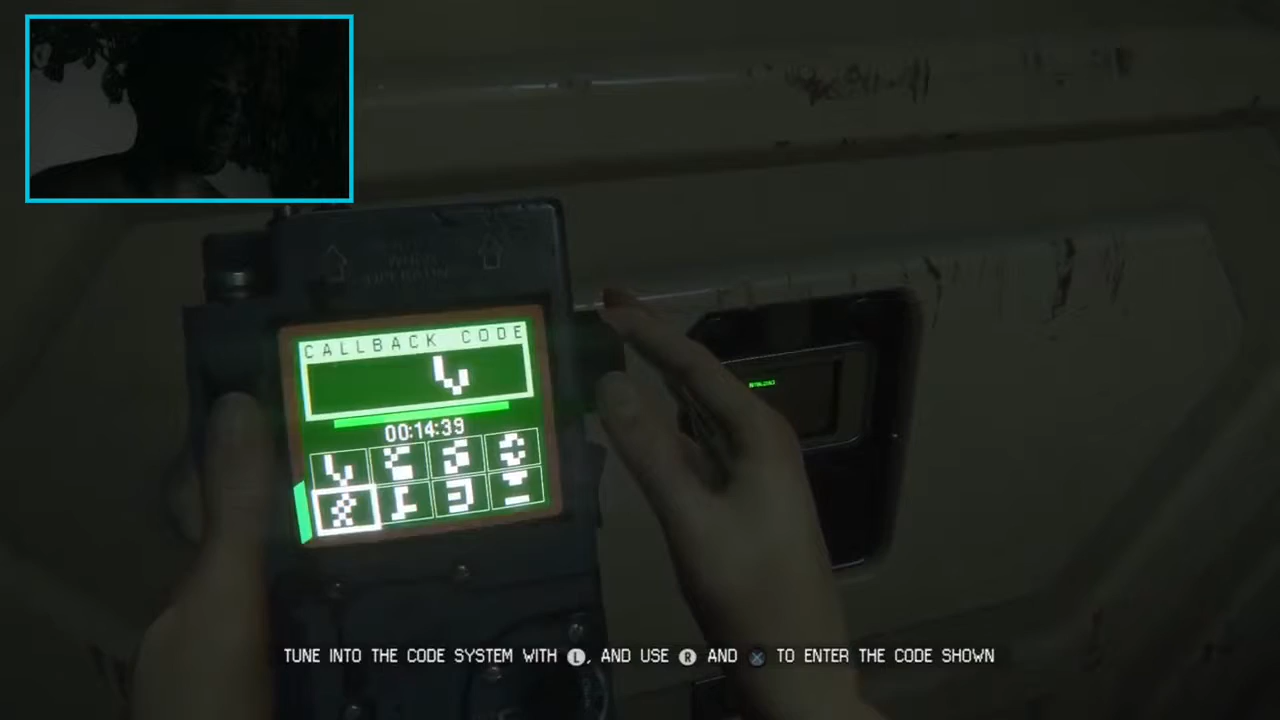 CALLBACK CODE
00:14:39
TUNE INTO THE CODE SYSTEM WITH L, AND USE R AND X TO ENTER THE CODE SHOWN